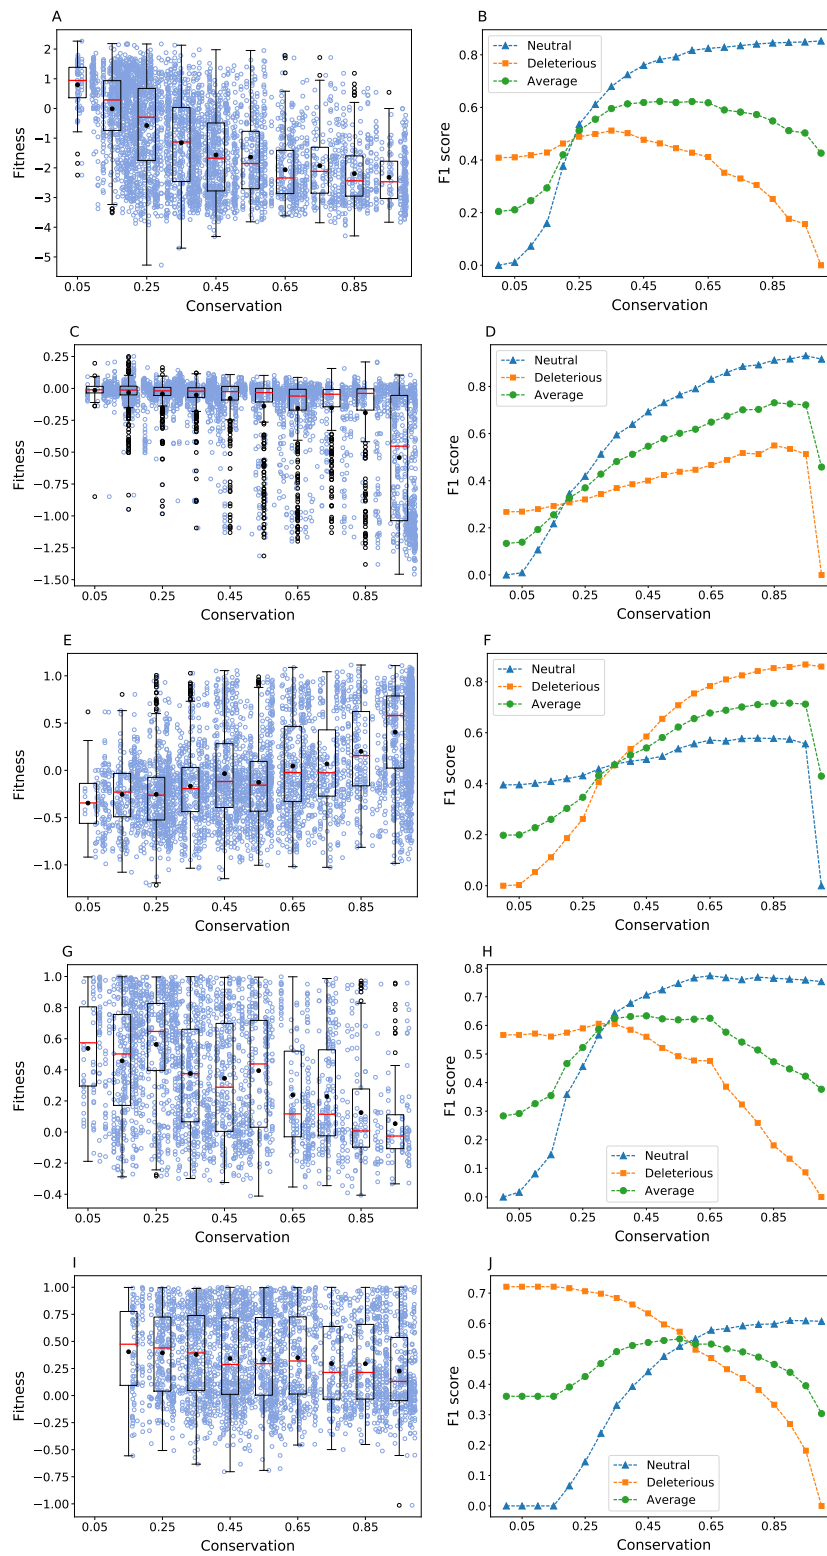 A
Fitness
2
1
0
−1
−2
−3
−4
−5
0.05 0.25 0.45 0.65 0.85
Conservation
B
F1 score
0.8
0.6
0.4
0.2
0.0
Neutral
Deleterious
Average
0.05 0.25 0.45 0.65 0.85
Conservation
C
Fitness
0.25
0.00
−0.25
−0.50
−0.75
−1.00
−1.25
−1.50
0.05 0.25 0.45 0.65 0.85
Conservation
D
F1 score
0.8
0.6
0.4
0.2
0.0
Neutral
Deleterious
Average
0.05 0.25 0.45 0.65 0.85
Conservation
E
Fitness
1.0
0.5
0.0
−0.5
−1.0
0.05 0.25 0.45 0.65 0.85
Conservation
F
F1 score
0.8
0.6
0.4
0.2
0.0
Neutral
Deleterious
Average
0.05 0.25 0.45 0.65 0.85
Conservation
G
Fitness
1.0
0.8
0.6
0.4
0.2
0.0
−0.2
−0.4
0.05 0.25 0.45 0.65 0.85
Conservation
H
F1 score
0.8
0.7
0.6
0.5
0.4
0.3
0.2
0.1
0.0
Neutral
Deleterious
Average
0.05 0.25 0.45 0.65 0.85
Conservation
I
Fitness
1.00
0.75
0.50
0.25
0.00
−0.25
−0.50
−0.75
−1.00
0.05 0.25 0.45 0.65 0.85
Conservation
J
F1 score
0.7
0.6
0.5
0.4
0.3
0.2
0.1
0.0
Neutral
Deleterious
Average
0.05 0.25 0.45 0.65 0.85
Conservation